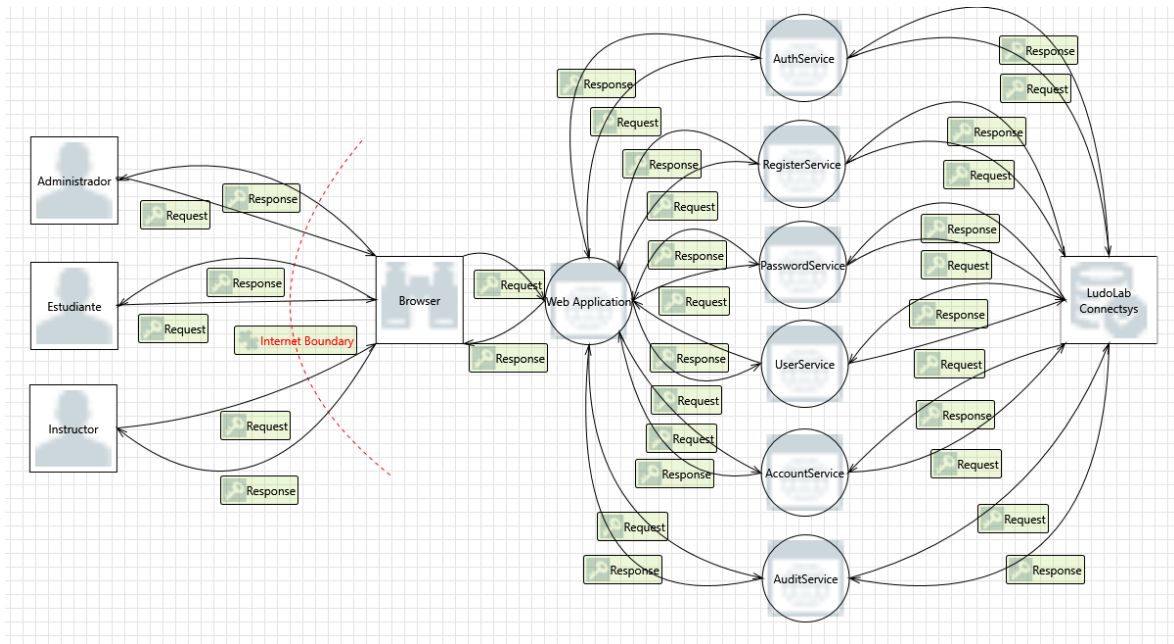 AuthService
Response
Response
Request
Request
Response
RegisterService
Response
Request
Administrador
Response
Request
Request
Response
Response
PasswordService
Request
Response
Request
Browser
Web Application
LudoLab
Connectsys
Request
Estudiante
Response
Request
Internet Boundary
Response
Response
UserService
Request
Request
Response
Instructor
Request
Request
AccountService
Request
Response
Response
Request
Request
Response
AuditService
Response